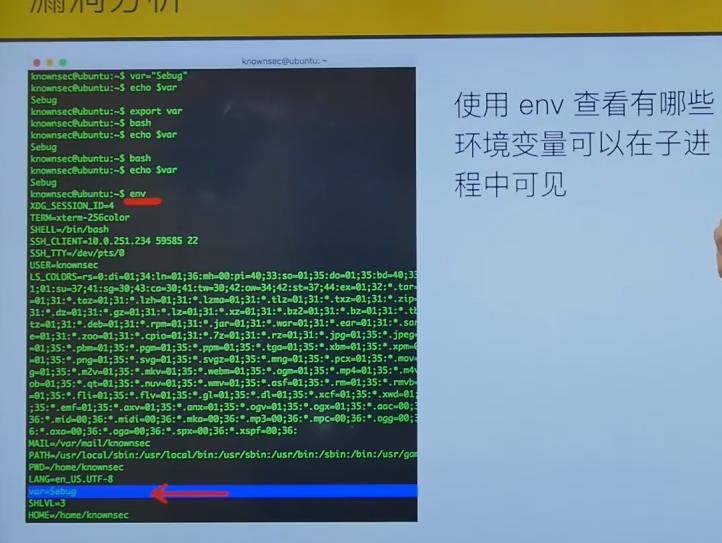 漏洞分析
knownsec@ubuntu: ~
knownsec@ubuntu:~$ var="Sebug"
knownsec@ubuntu:~$ echo $var
Sebug
knownsec@ubuntu:~$ export var
knownsec@ubuntu:~$ bash
knownsec@ubuntu:~$ echo $var
Sebug
knownsec@ubuntu:~$ bash
knownsec@ubuntu:~$ echo $var
Sebug
knownsec@ubuntu:~$ env
XDG_SESSION_ID=4
TERM=xterm-256color
SHELL=/bin/bash
SSH_CLIENT=10.0.251.234 59585 22
SSH_TTY=/dev/pts/0
USER=knownsec
LS_COLORS=rs=0:di=01;34:ln=01;36:mh=00:pi=40;33:so=01;35:do=01;35:bd=40;33
1;01:su=37;41:sg=30;43:ca=30;41:tw=30;42:ow=34;42:st=37;44:ex=01;32:*.tar=
=01;31:*.taz=01;31:*.lzh=01;31:*.lzma=01;31:*.tlz=01;31:*.txz=01;31:*.zip=
31:*.dz=01;31:*.gz=01;31:*.lz=01;31:*.xz=01;31:*.bz2=01;31:*.bz=01;31:*.tb
tz=01;31:*.deb=01;31:*.rpm=01;31:*.jar=01;31:*.war=01;31:*.ear=01;31:*.sar
e=01;31:*.zoo=01;31:*.cpio=01;31:*.7z=01;31:*.rz=01;31:*.jpg=01;35:*.jpeg=
=01;35:*.pbm=01;35:*.pgm=01;35:*.ppm=01;35:*.tga=01;35:*.xbm=01;35:*.xpm=0
=01;35:*.png=01;35:*.svg=01;35:*.svgz=01;35:*.mng=01;35:*.pcx=01;35:*.mov=
g=01;35:*.m2v=01;35:*.mkv=01;35:*.webm=01;35:*.ogm=01;35:*.mp4=01;35:*.m4v
ob=01;35:*.qt=01;35:*.nuv=01;35:*.wmv=01;35:*.asf=01;35:*.rm=01;35:*.rmvb=
=01;35:*.flc=01;35:*.flv=01;35:*.gl=01;35:*.dl=01;35:*.xcf=01;35:*.xwd=01;
;35:*.emf=01;35:*.axv=01;35:*.anx=01;35:*.ogv=01;35:*.ogx=01;35:*.aac=00;3
36:*.mid=00;36:*.midi=00;36:*.mka=00;36:*.mp3=00;36:*.mpc=00;36:*.ogg=00;3
6:*.axa=00;36:*.oga=00;36:*.spx=00;36:*.xspf=00;36:
MAIL=/var/mail/knownsec
PATH=/usr/local/sbin:/usr/local/bin:/usr/sbin:/usr/bin:/sbin:/bin:/usr/gam
PWD=/home/knownsec
LANG=en_US.UTF-8
var=Sebug
SHLVL=3
HOME=/home/knownsec
使用 env 查看有哪些
环境变量可以在子进
程中可见